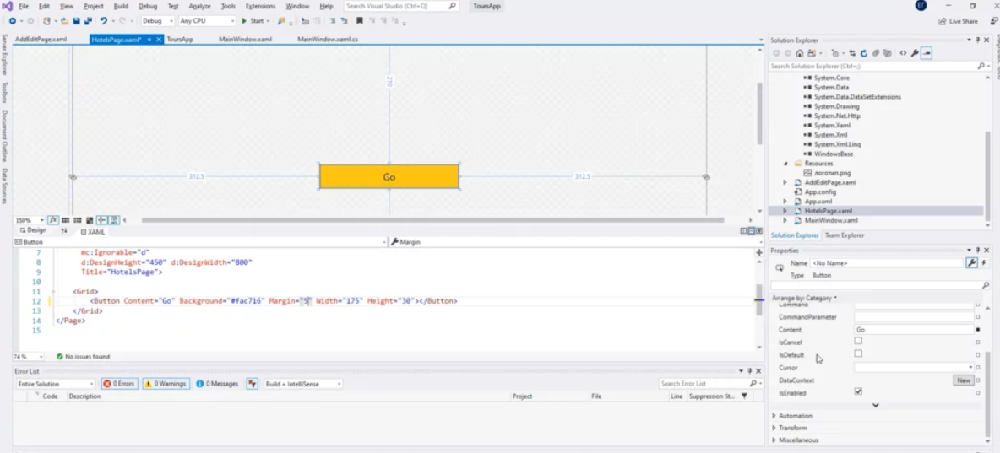 File Edit View Git Project Build Debug Design Format Test Analyze Tools Extensions Window Help Search Visual Studio (Ctrl+Q) ToursApp
Debug Any CPU Start Live Share
AddEditPage.xaml HotelsPage.xaml* ToursApp MainWindow.xaml MainWindow.xaml.cs
Server Explorer
Toolbox
Document Outline
Data Sources
210
312.5 Go 312.5
150%
Design XAML
Button Margin
7 mc:Ignorable="d"
8 d:DesignHeight="450" d:DesignWidth="800"
9 Title="HotelsPage">
10
11 <Grid>
12 <Button Content="Go" Background="#fac716" Margin="5" Width="175" Height="30"></Button>
13 </Grid>
14 </Page>
15
74 % No issues found
Error List
Entire Solution 0 Errors 0 Warnings 0 Messages Build + IntelliSense Search Error List
Code Description Project File Line Suppression St...
Solution Explorer
Search Solution Explorer (Ctrl+;)
System.Core
System.Data
System.Data.DataSetExtensions
System.Drawing
System.Net.Http
System.Xaml
System.Xml
System.Xml.Linq
WindowsBase
Resources
логотип.png
AddEditPage.xaml
App.config
App.xaml
HotelsPage.xaml
MainWindow.xaml
Solution Explorer Team Explorer
Properties
Name <No Name>
Type Button
Arrange by: Category
Command
CommandParameter
Content Go
IsCancel
IsDefault
Cursor
DataContext New
IsEnabled
Automation
Transform
Miscellaneous